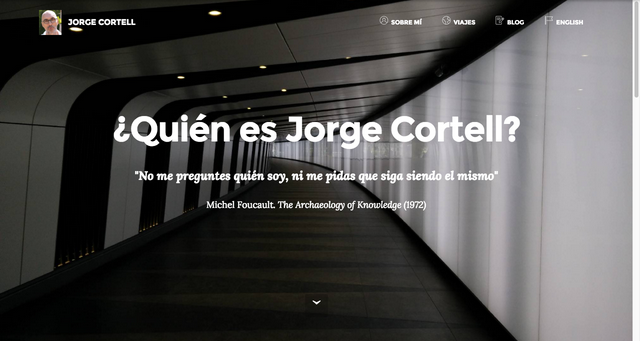 JORGE CORTELL
SOBRE MÍ
VIAJES
BLOG
ENGLISH
¿Quién es Jorge Cortell?
"No me preguntes quién soy, ni me pidas que siga siendo el mismo"
Michel Foucault. The Archaeology of Knowledge (1972)